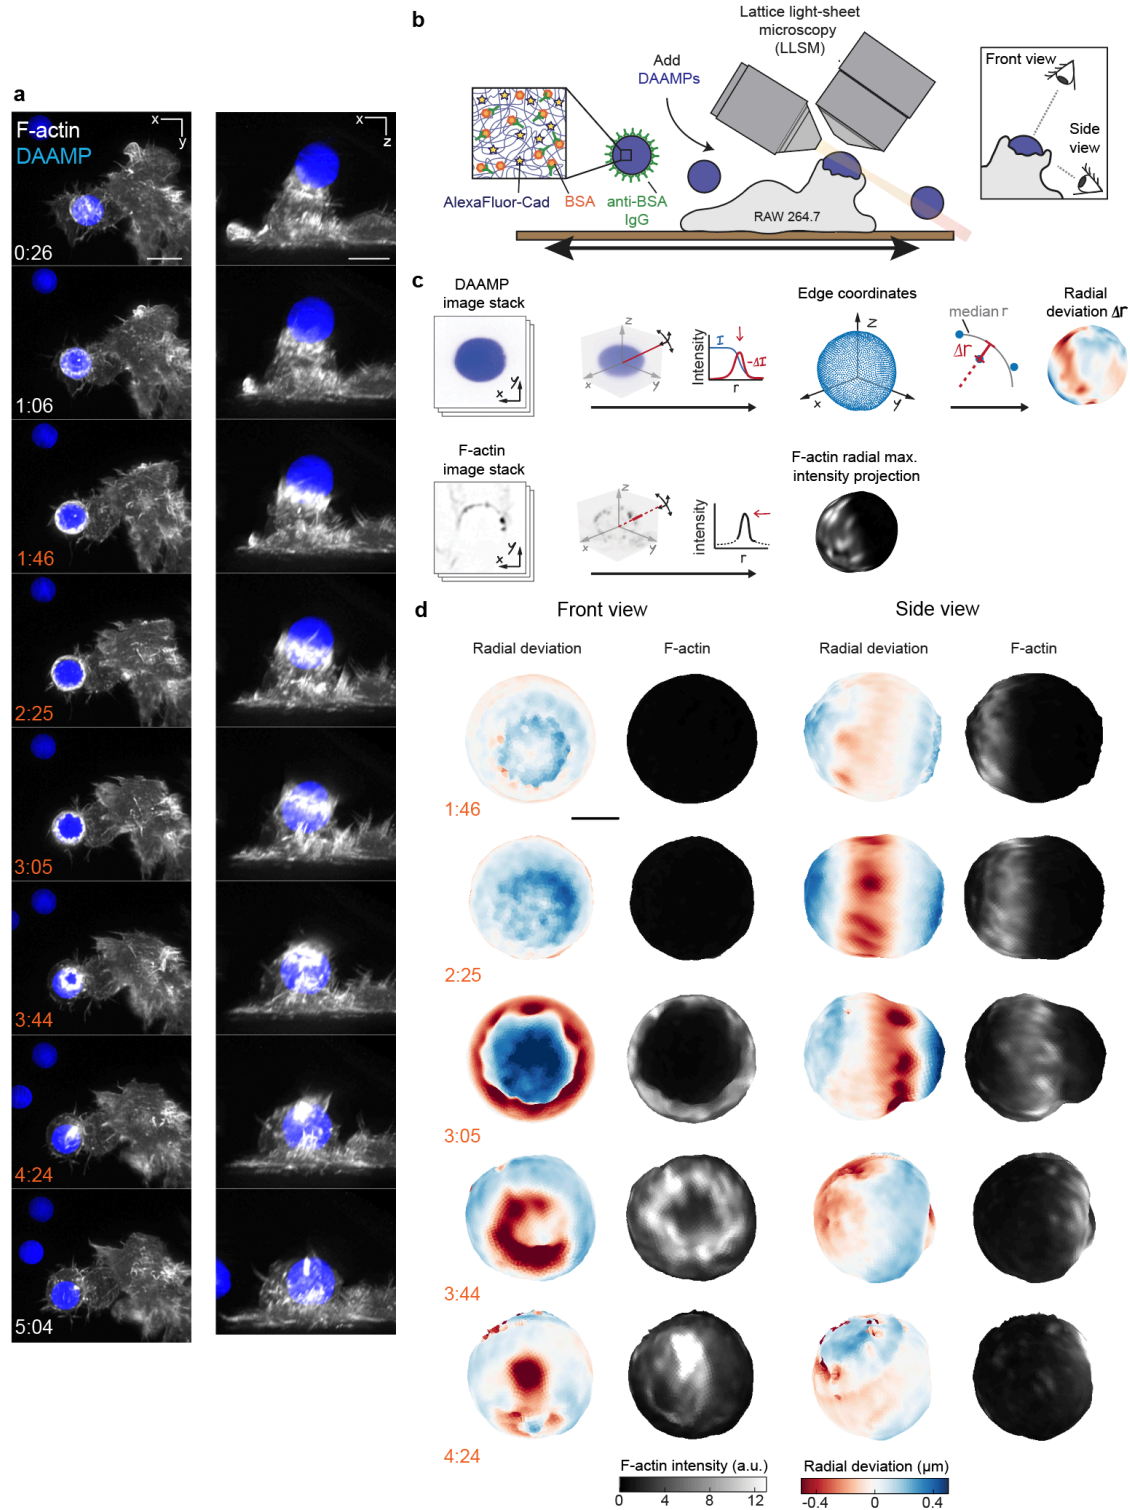 a
x
y
F-actin
DAAMP
0:26
1:06
1:46
2:25
3:05
3:44
4:24
5:04
x
z
b
Lattice light-sheet
microscopy
(LLSM)
Add
DAAMPs
AlexaFluor-Cad
BSA
anti-BSA
IgG
RAW 264.7
Front view
Side
view
c
DAAMP
image stack
y
x
z
x
y
Intensity
I
-ΔI
r
Edge coordinates
z
x
y
median r
Δr
Radial
deviation Δr
F-actin
image stack
y
x
z
x
y
intensity
r
F-actin radial max.
intensity projection
d
Front view
Side view
Radial deviation
F-actin
Radial deviation
F-actin
1:46
2:25
3:05
3:44
4:24
F-actin intensity (a.u.)
0 4 8 12
Radial deviation (μm)
-0.4 0 0.4